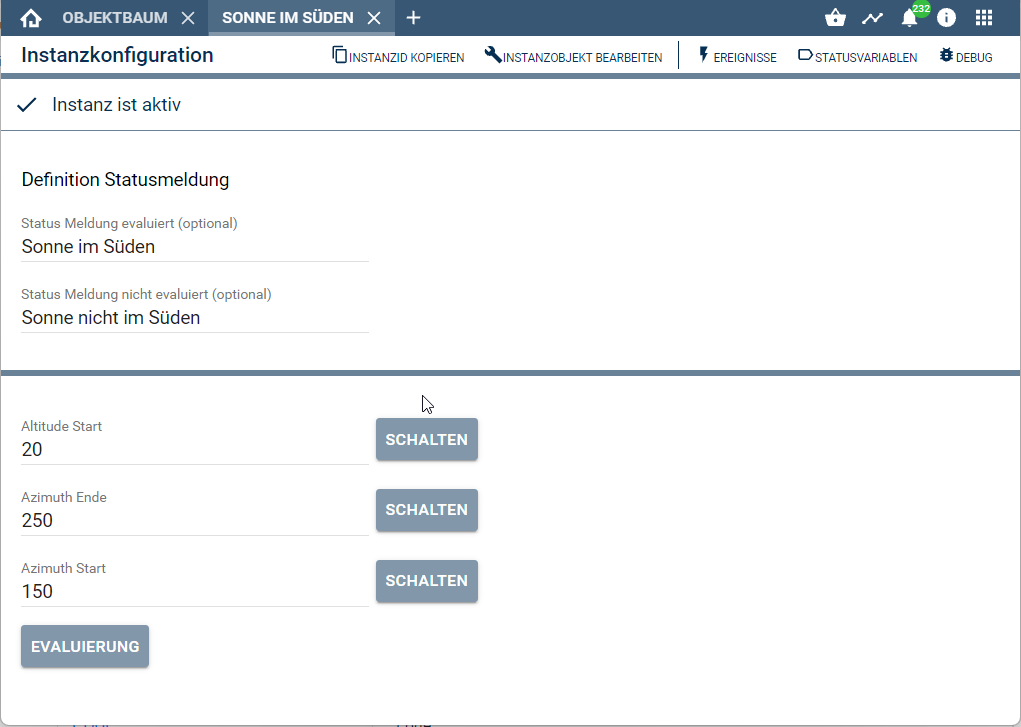 OBJEKTBAUM
SONNE IM SÜDEN
232
Instanzkonfiguration
INSTANZID KOPIEREN
INSTANZOBJEKT BEARBEITEN
EREIGNISSE
STATUSVARIABLEN
DEBUG
Instanz ist aktiv
Definition Statusmeldung
Status Meldung evaluiert (optional)
Sonne im Süden
Status Meldung nicht evaluiert (optional)
Sonne nicht im Süden
Altitude Start
20
SCHALTEN
Azimuth Ende
250
SCHALTEN
Azimuth Start
150
SCHALTEN
EVALUIERUNG